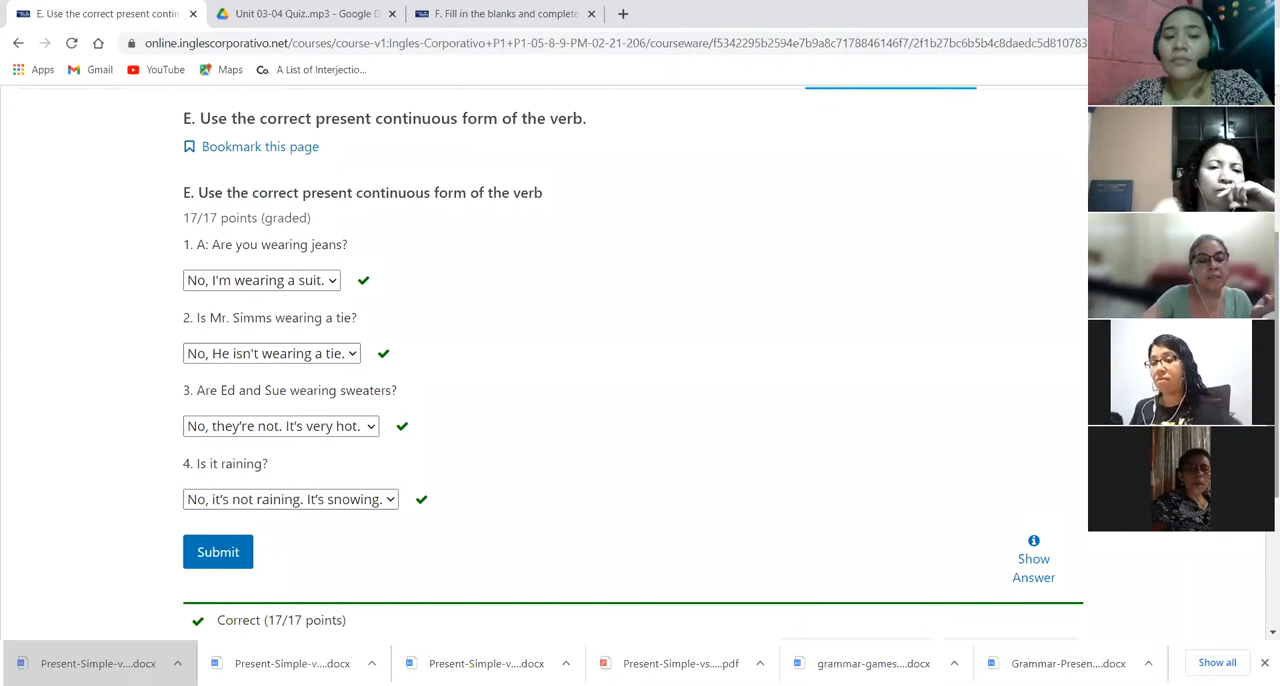 E. Use the correct present contin
Unit 03-04 Quiz..mp3 - Google D
F. Fill in the blanks and complete
online.inglescorporativo.net/courses/course-v1:Ingles-Corporativo+P1+P1-05-8-9-PM-02-21-206/courseware/f5342295b2594e7b9a8c7178846146f7/2f1b27bc6b5b4c8daedc5d810783
Apps
Gmail
YouTube
Maps
Co. A List of Interjectio...
E. Use the correct present continuous form of the verb.
Bookmark this page
E. Use the correct present continuous form of the verb
17/17 points (graded)
1. A: Are you wearing jeans?
No, I'm wearing a suit.
2. Is Mr. Simms wearing a tie?
No, He isn't wearing a tie.
3. Are Ed and Sue wearing sweaters?
No, they're not. It's very hot.
4. Is it raining?
No, it's not raining. It's snowing.
Submit
Show
Answer
Correct (17/17 points)
Present-Simple-v....docx
Present-Simple-v....docx
Present-Simple-v....docx
Present-Simple-vs.....pdf
grammar-games....docx
Grammar-Presen....docx
Show all